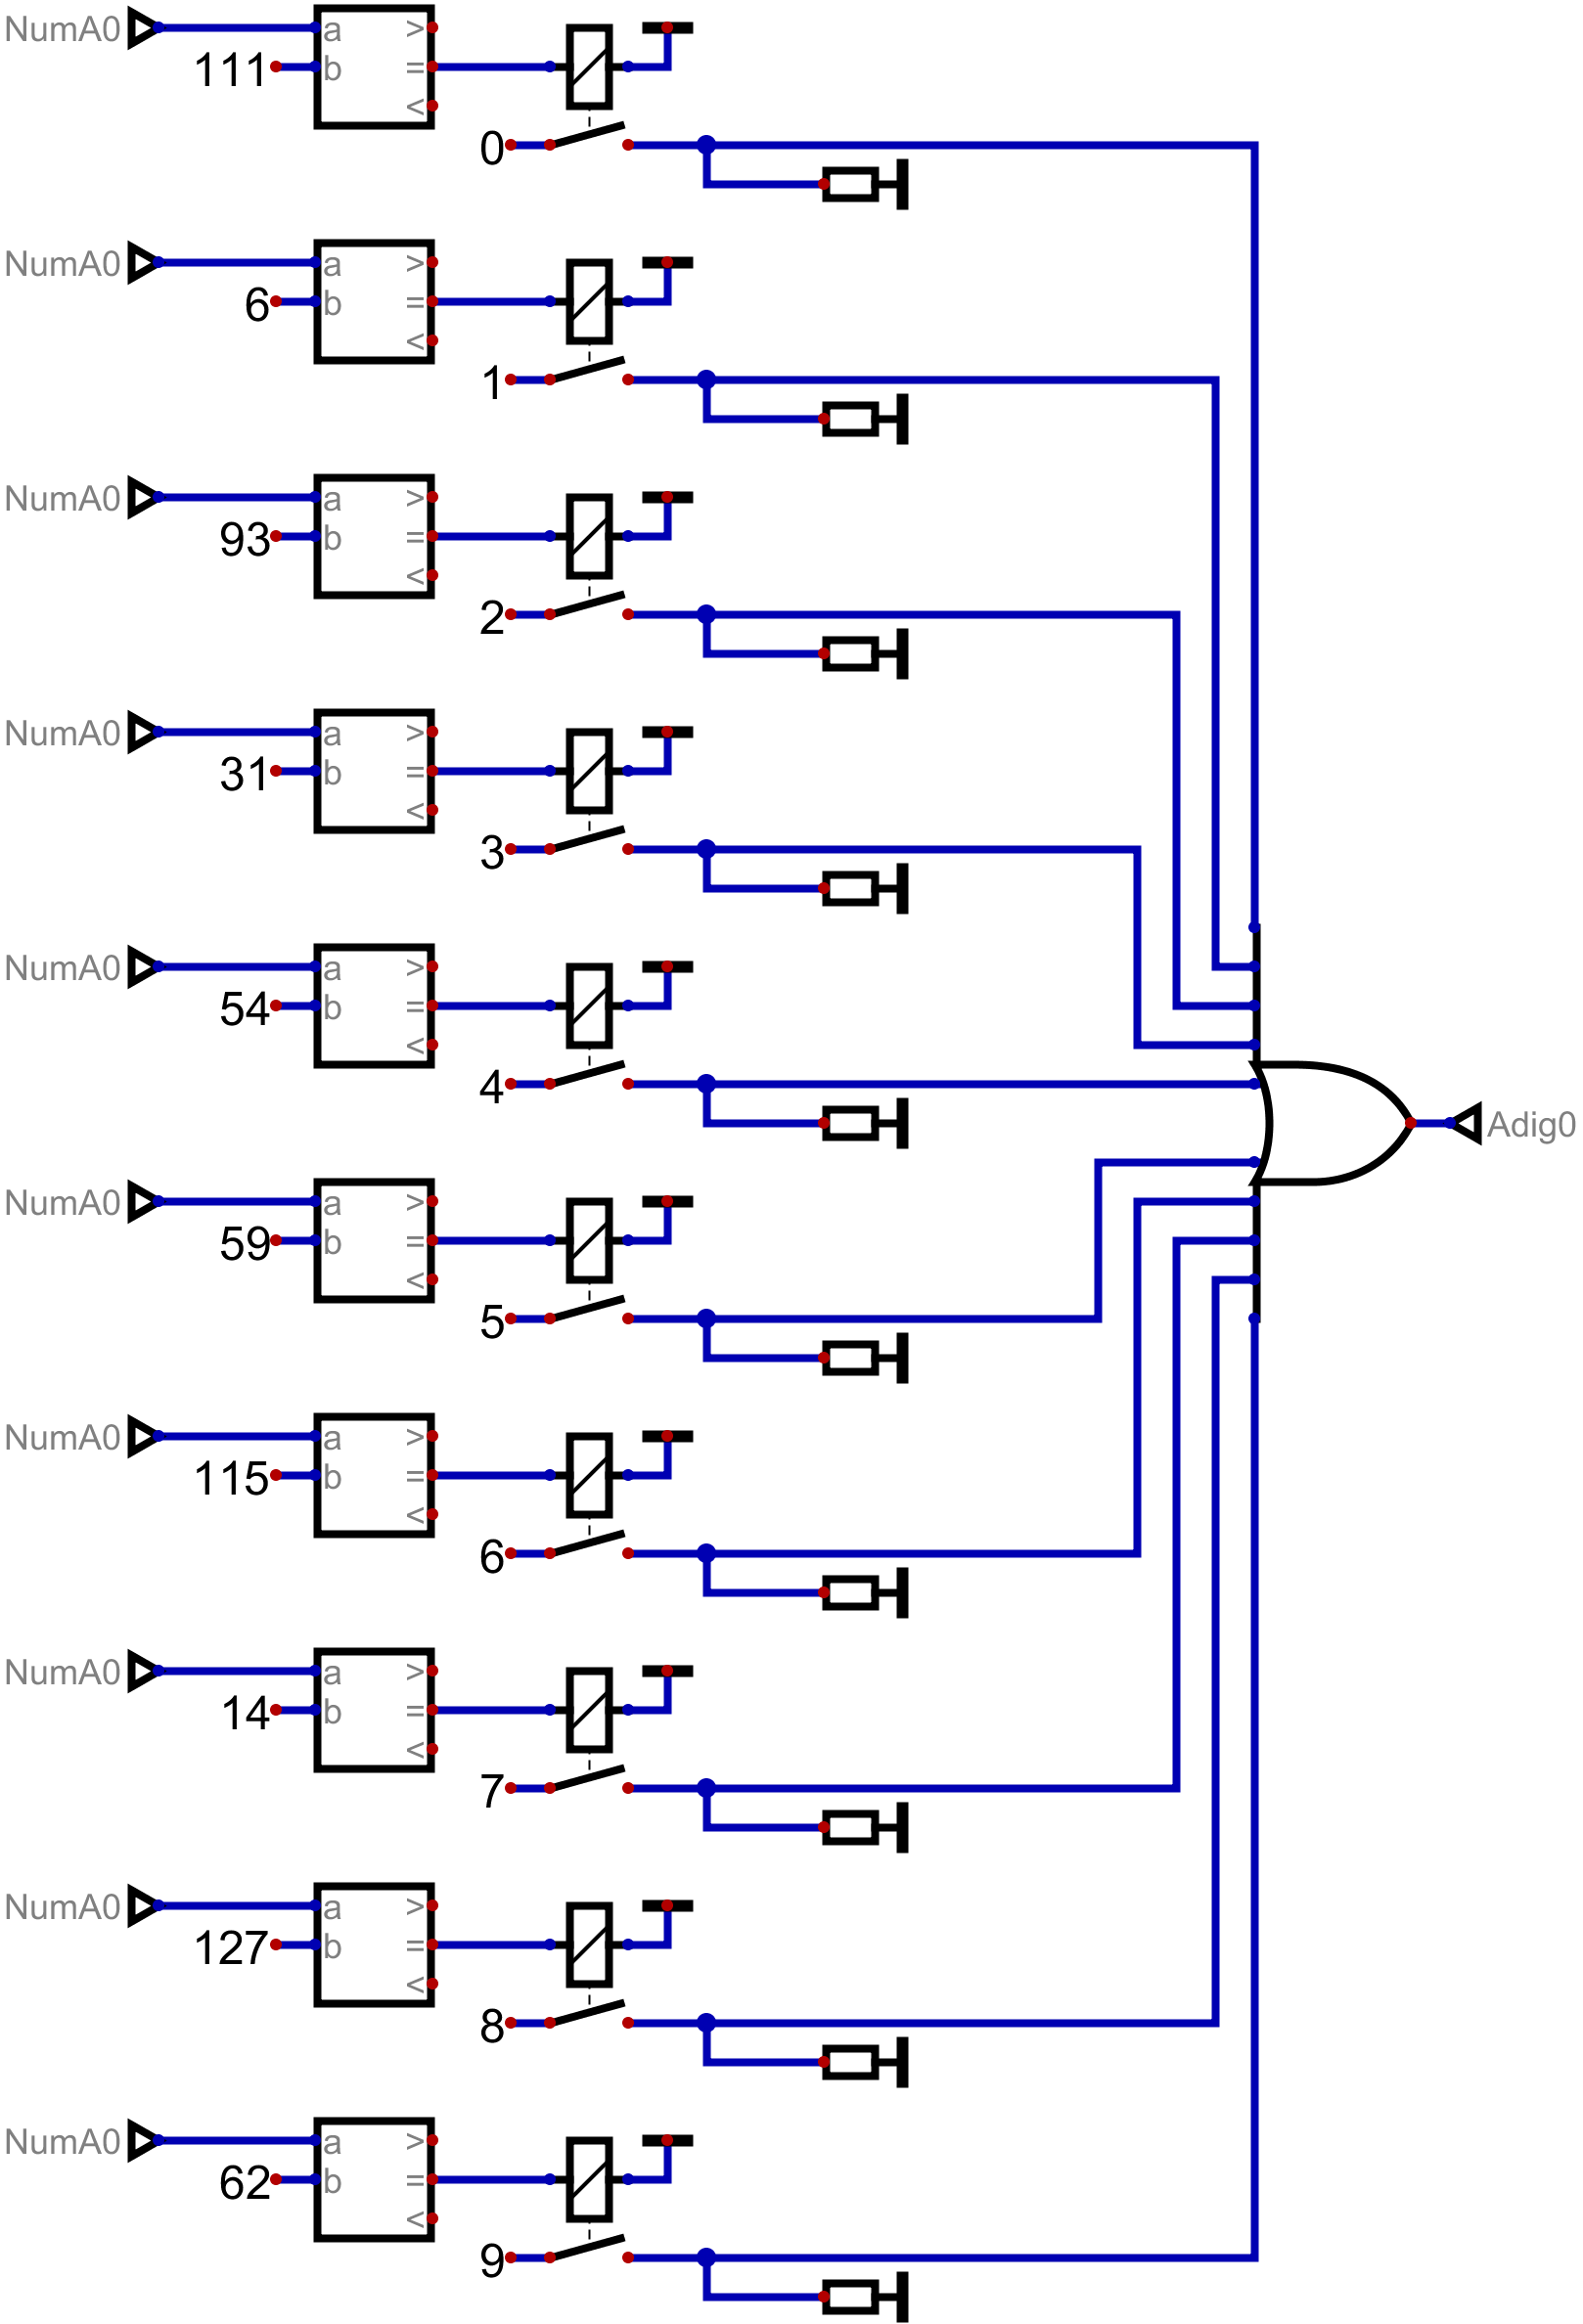 NumA0 a >
111 b =
<
0
NumA0 a >
6 b =
<
1
NumA0 a >
93 b =
<
2
NumA0 a >
31 b =
<
3
NumA0 a >
54 b =
<
4
Adig0
NumA0 a >
59 b =
<
5
NumA0 a >
115 b =
<
6
NumA0 a >
14 b =
<
7
NumA0 a >
127 b =
<
8
NumA0 a >
62 b =
<
9